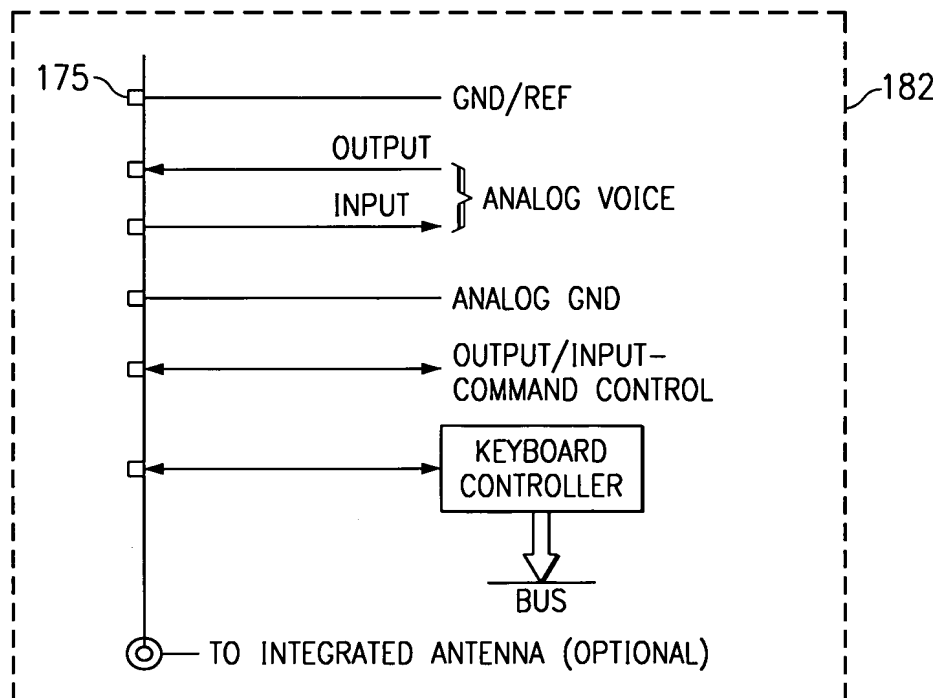 175
GND/REF
182
OUTPUT
INPUT
ANALOG VOICE
ANALOG GND
OUTPUT/INPUT-
COMMAND CONTROL
KEYBOARD
CONTROLLER
BUS
TO INTEGRATED ANTENNA (OPTIONAL)